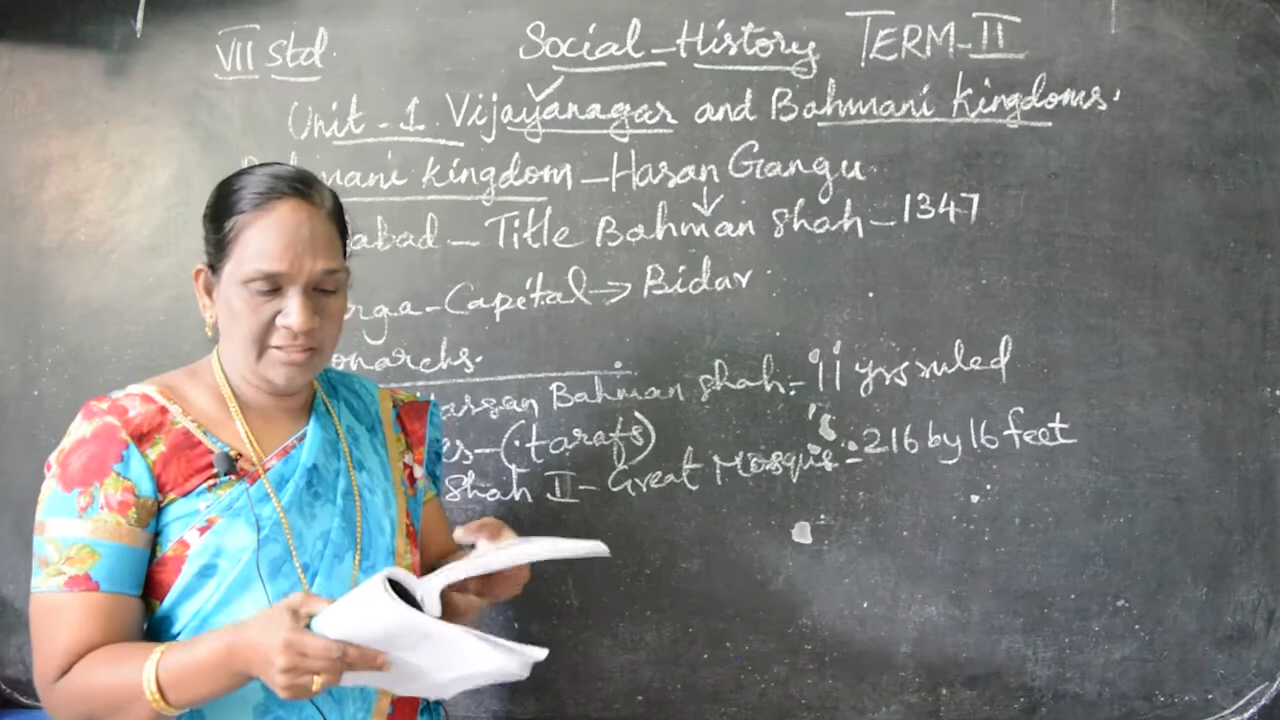 VII std.
Social-History TERM-II
Unit-1 Vijayanagar and Bahmani kingdoms.
kingdom-Hasan Gangu
Title Bahman shah-1347
Capital→Bidar
Bahman shah-11 yrs ruled
(tarafs)
Shah II-Great Mosque-216 by 16 feet